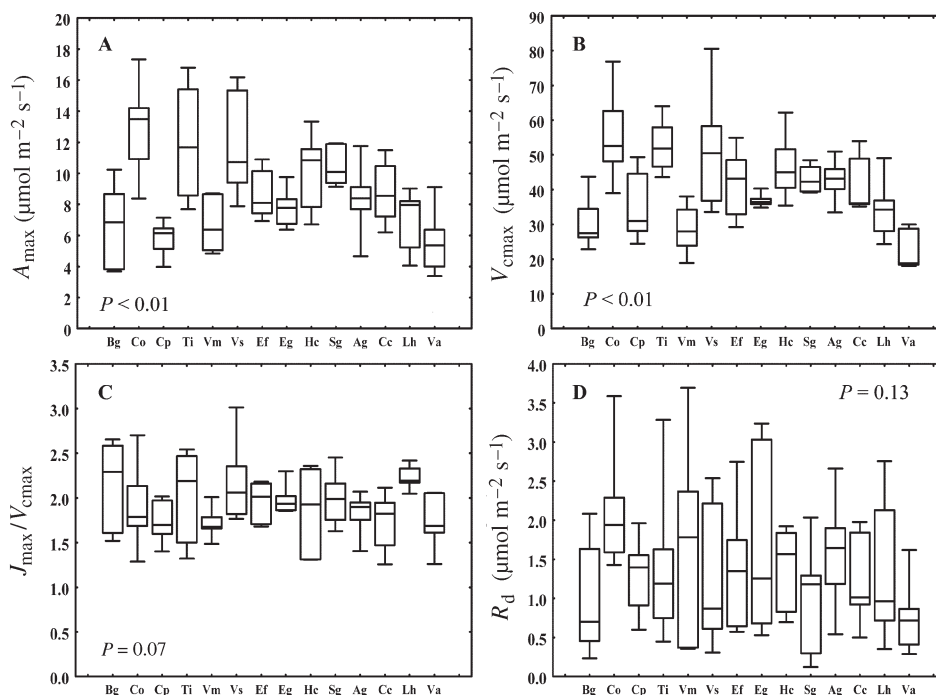 A
A_max (µmol m⁻² s⁻¹)
20
18
16
14
12
10
8
6
4
2
0
P < 0.01
Bg Co Cp Ti Vm Vs Ef Eg Hc Sg Ag Cc Lh Va
B
V_cmax (µmol m⁻² s⁻¹)
90
80
70
60
50
40
30
20
10
0
P < 0.01
Bg Co Cp Ti Vm Vs Ef Eg Hc Sg Ag Cc Lh Va
C
J_max/V_cmax
3.5
3.0
2.5
2.0
1.5
1.0
0.5
0.0
P = 0.07
Bg Co Cp Ti Vm Vs Ef Eg Hc Sg Ag Cc Lh Va
D
P = 0.13
R_d (µmol m⁻² s⁻¹)
4.0
3.5
3.0
2.5
2.0
1.5
1.0
0.5
0.0
Bg Co Cp Ti Vm Vs Ef Eg Hc Sg Ag Cc Lh Va